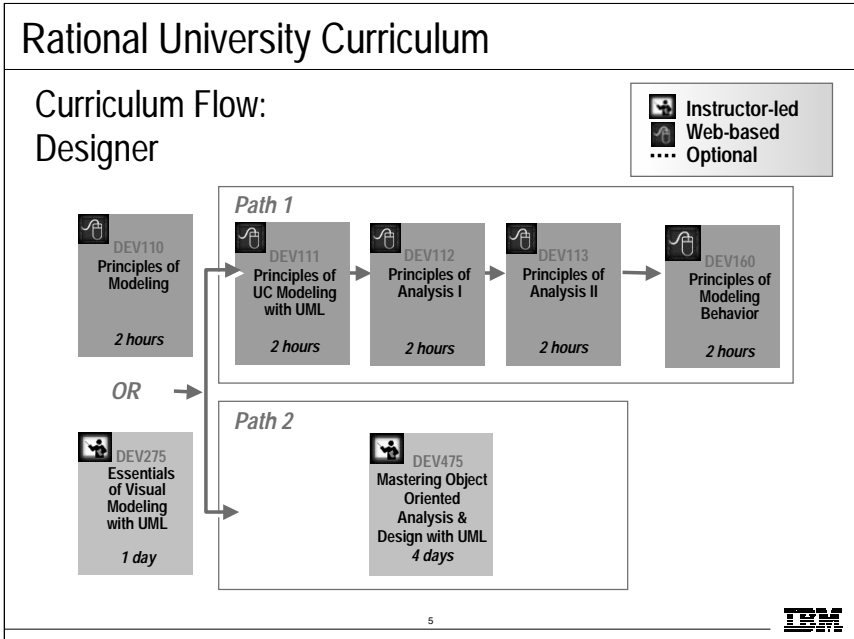 Rational University Curriculum
Curriculum Flow:
Designer
Instructor-led
Web-based
Optional
Path 1
DEV110
Principles of
Modeling
2 hours
DEV111
Principles of
UC Modeling
with UML
2 hours
DEV112
Principles of
Analysis I
2 hours
DEV113
Principles of
Analysis II
2 hours
DEV160
Principles of
Modeling
Behavior
2 hours
OR
Path 2
DEV275
Essentials
of Visual
Modeling
with UML
1 day
DEV475
Mastering Object
Oriented
Analysis &
Design with UML
4 days
5
IBM